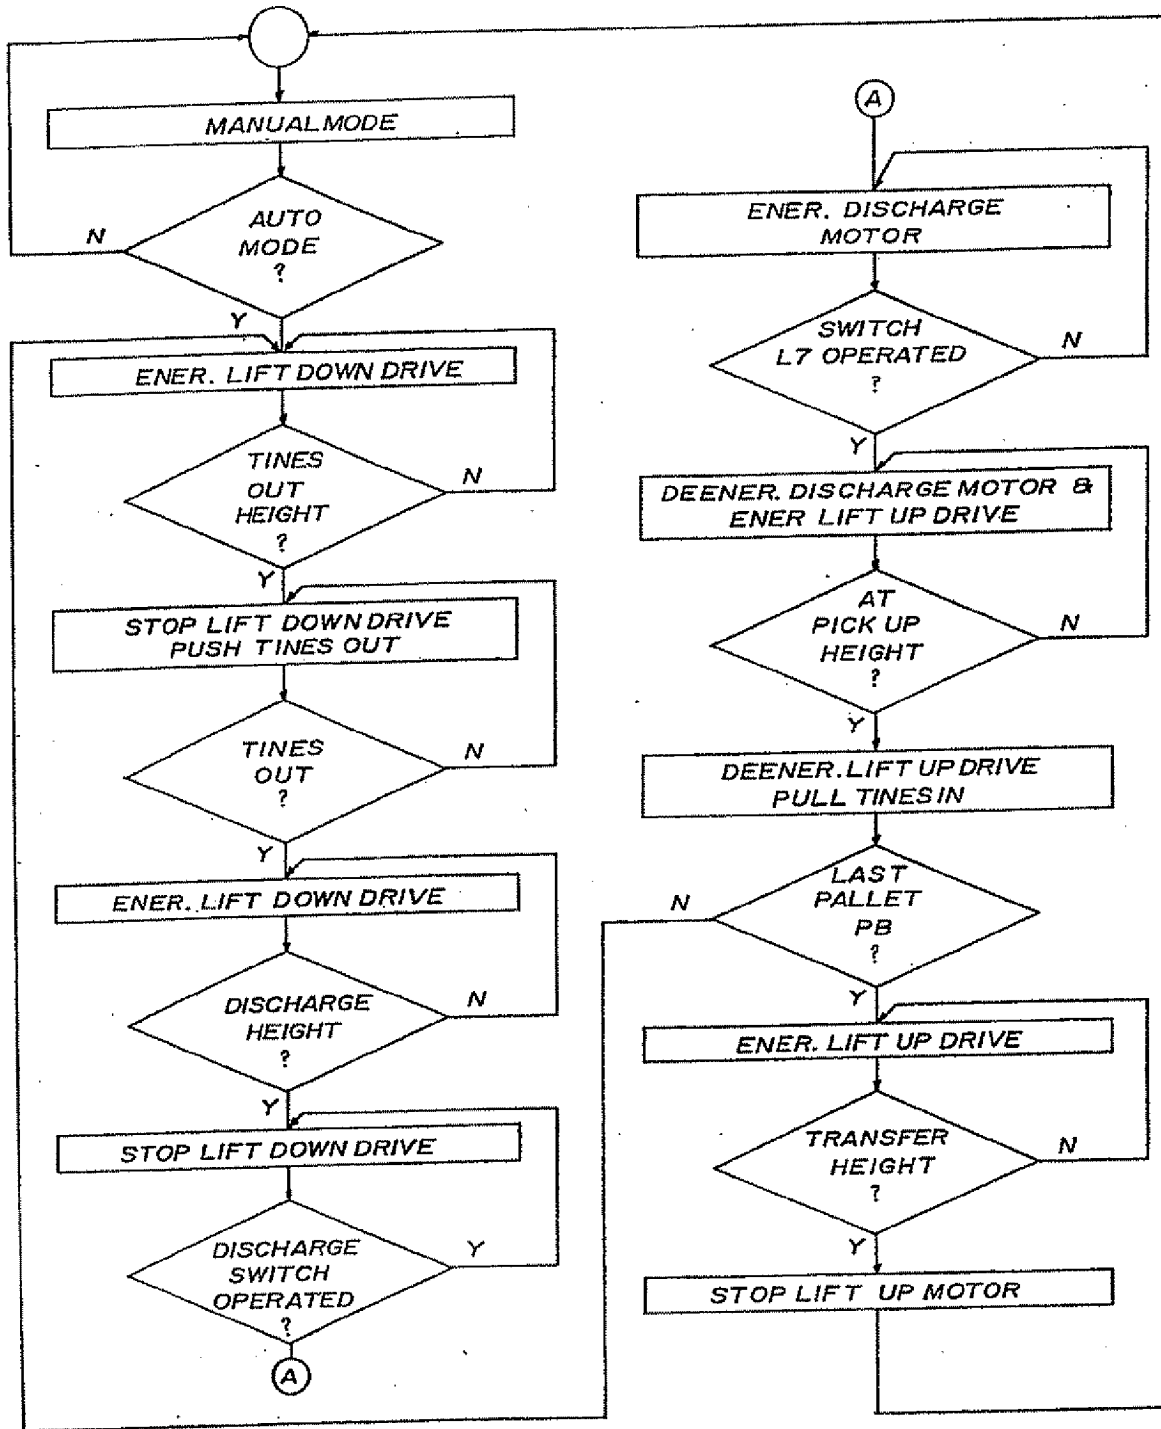 MANUAL MODE
AUTO
MODE
?
N
Y
ENER. LIFT DOWN DRIVE
TINES
OUT
HEIGHT
?
N
Y
STOP LIFT DOWN DRIVE
PUSH TINES OUT
TINES
OUT
?
N
Y
ENER. LIFT DOWN DRIVE
DISCHARGE
HEIGHT
?
N
Y
STOP LIFT DOWN DRIVE
DISCHARGE
SWITCH
OPERATED
?
Y
A
A
ENER. DISCHARGE
MOTOR
SWITCH
L7 OPERATED
?
N
Y
DEENER. DISCHARGE MOTOR &
ENER LIFT UP DRIVE
AT
PICK UP
HEIGHT
?
N
Y
DEENER. LIFT UP DRIVE
PULL TINES IN
LAST
PALLET
PB
?
N
Y
ENER. LIFT UP DRIVE
TRANSFER
HEIGHT
?
N
Y
STOP LIFT UP MOTOR